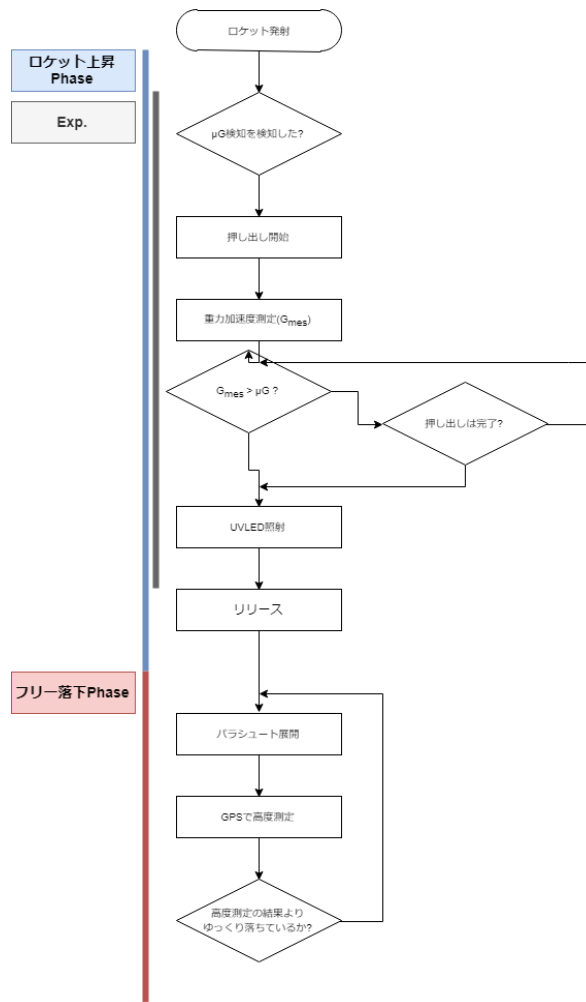 ロケット発射
ロケット上昇
Phase
Exp.
μG検知を検知した?
押し出し開始
重力加速度測定(Gmes)
Gmes > μG ?
押し出しは完了?
UVLED照射
リリース
フリー落下Phase
パラシュート展開
GPSで高度測定
高度測定の結果より
ゆっくり落ちているか?